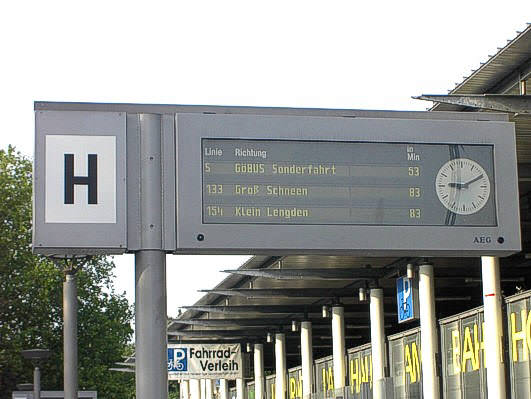 H
Linie Richtung in Min
5 GöBUS Sonderfahrt 53
133 Groß Schneen 83
154 Klein Lengden 83
AEG
P
P Fahrrad-
Verleih
BAHNHOF